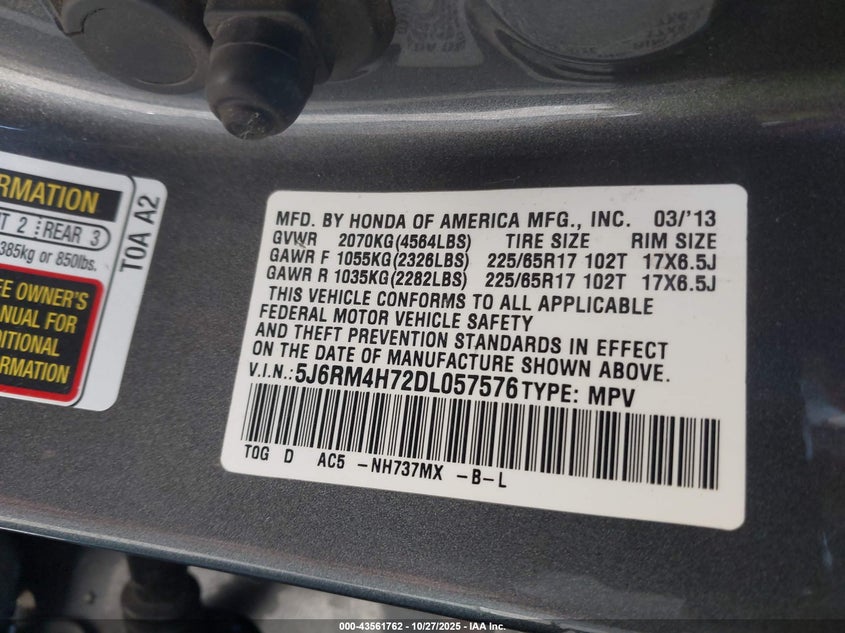 RMATION
T 2 REAR 3
385kg or 850lbs.
E OWNER'S
ANUAL FOR
DITIONAL
ORMATION
T0A A2
MFD. BY HONDA OF AMERICA MFG., INC. 03/'13
GVWR 2070KG(4564LBS) TIRE SIZE RIM SIZE
GAWR F 1055KG(2326LBS) 225/65R17 102T 17X6.5J
GAWR R 1035KG(2282LBS) 225/65R17 102T 17X6.5J
THIS VEHICLE CONFORMS TO ALL APPLICABLE
FEDERAL MOTOR VEHICLE SAFETY
AND THEFT PREVENTION STANDARDS IN EFFECT
ON THE DATE OF MANUFACTURE SHOWN ABOVE.
V.I.N.: 5J6RM4H72DL057576 TYPE: MPV
T0G D AC5 -NH737MX -B-L
000-43561762 - 10/27/2025 - IAA Inc.